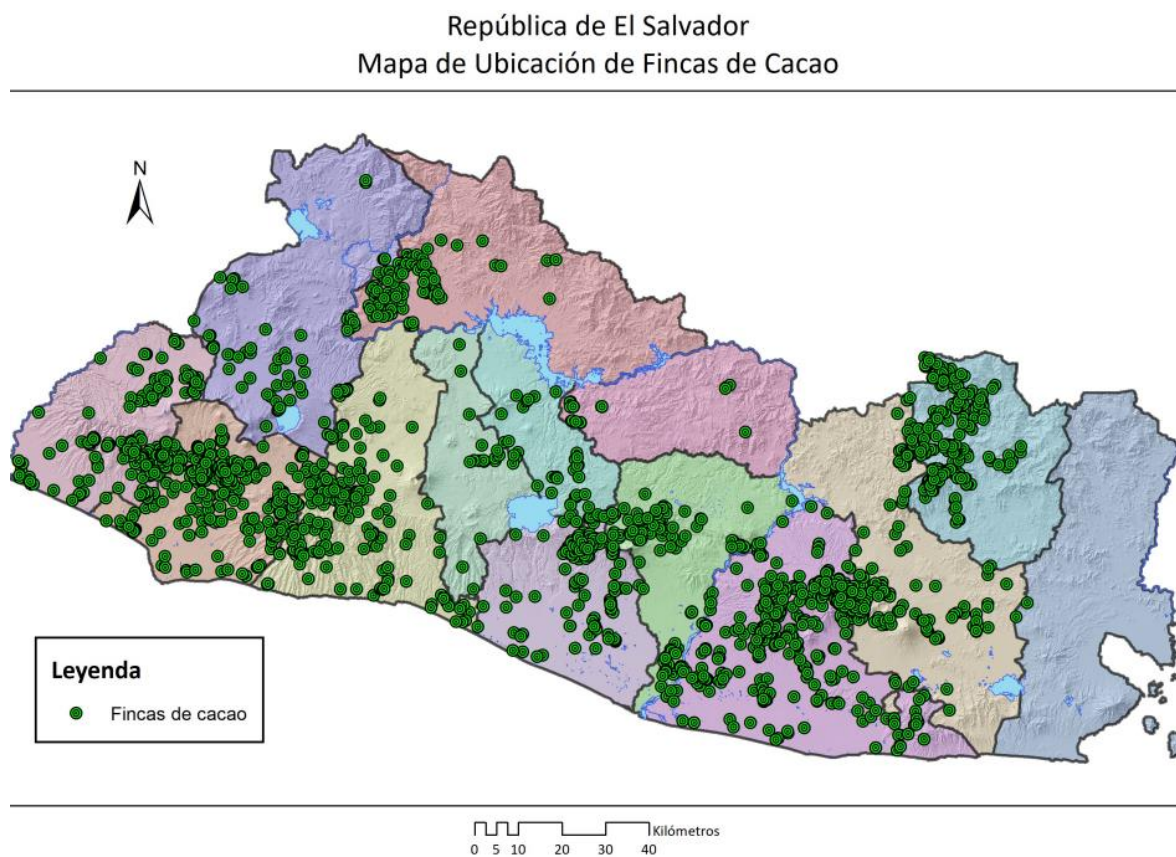 República de El Salvador
Mapa de Ubicación de Fincas de Cacao
N
Leyenda
Fincas de cacao
Kilómetros
0 5 10 20 30 40